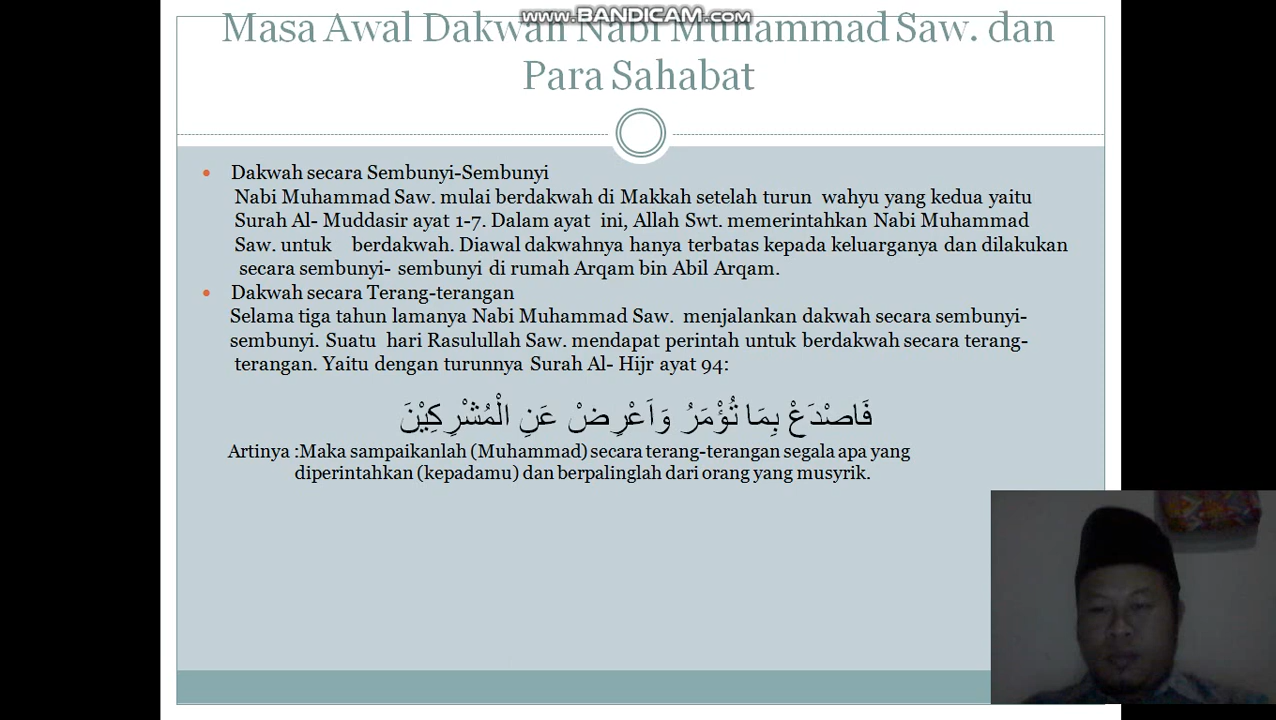 www.BANDICAM.com
Masa Awal Dakwah Nabi Muhammad Saw. dan
Para Sahabat
Dakwah secara Sembunyi-Sembunyi
Nabi Muhammad Saw. mulai berdakwah di Makkah setelah turun wahyu yang kedua yaitu
Surah Al- Muddasir ayat 1-7. Dalam ayat ini, Allah Swt. memerintahkan Nabi Muhammad
Saw. untuk berdakwah. Diawal dakwahnya hanya terbatas kepada keluarganya dan dilakukan
secara sembunyi- sembunyi di rumah Arqam bin Abil Arqam.
Dakwah secara Terang-terangan
Selama tiga tahun lamanya Nabi Muhammad Saw. menjalankan dakwah secara sembunyi-
sembunyi. Suatu hari Rasulullah Saw. mendapat perintah untuk berdakwah secara terang-
terangan. Yaitu dengan turunnya Surah Al- Hijr ayat 94:
فَاصْدَعْ بِمَا تُؤْمَرُ وَاَعْرِضْ عَنِ الْمُشْرِكِيْنَ
Artinya :Maka sampaikanlah (Muhammad) secara terang-terangan segala apa yang
diperintahkan (kepadamu) dan berpalinglah dari orang yang musyrik.